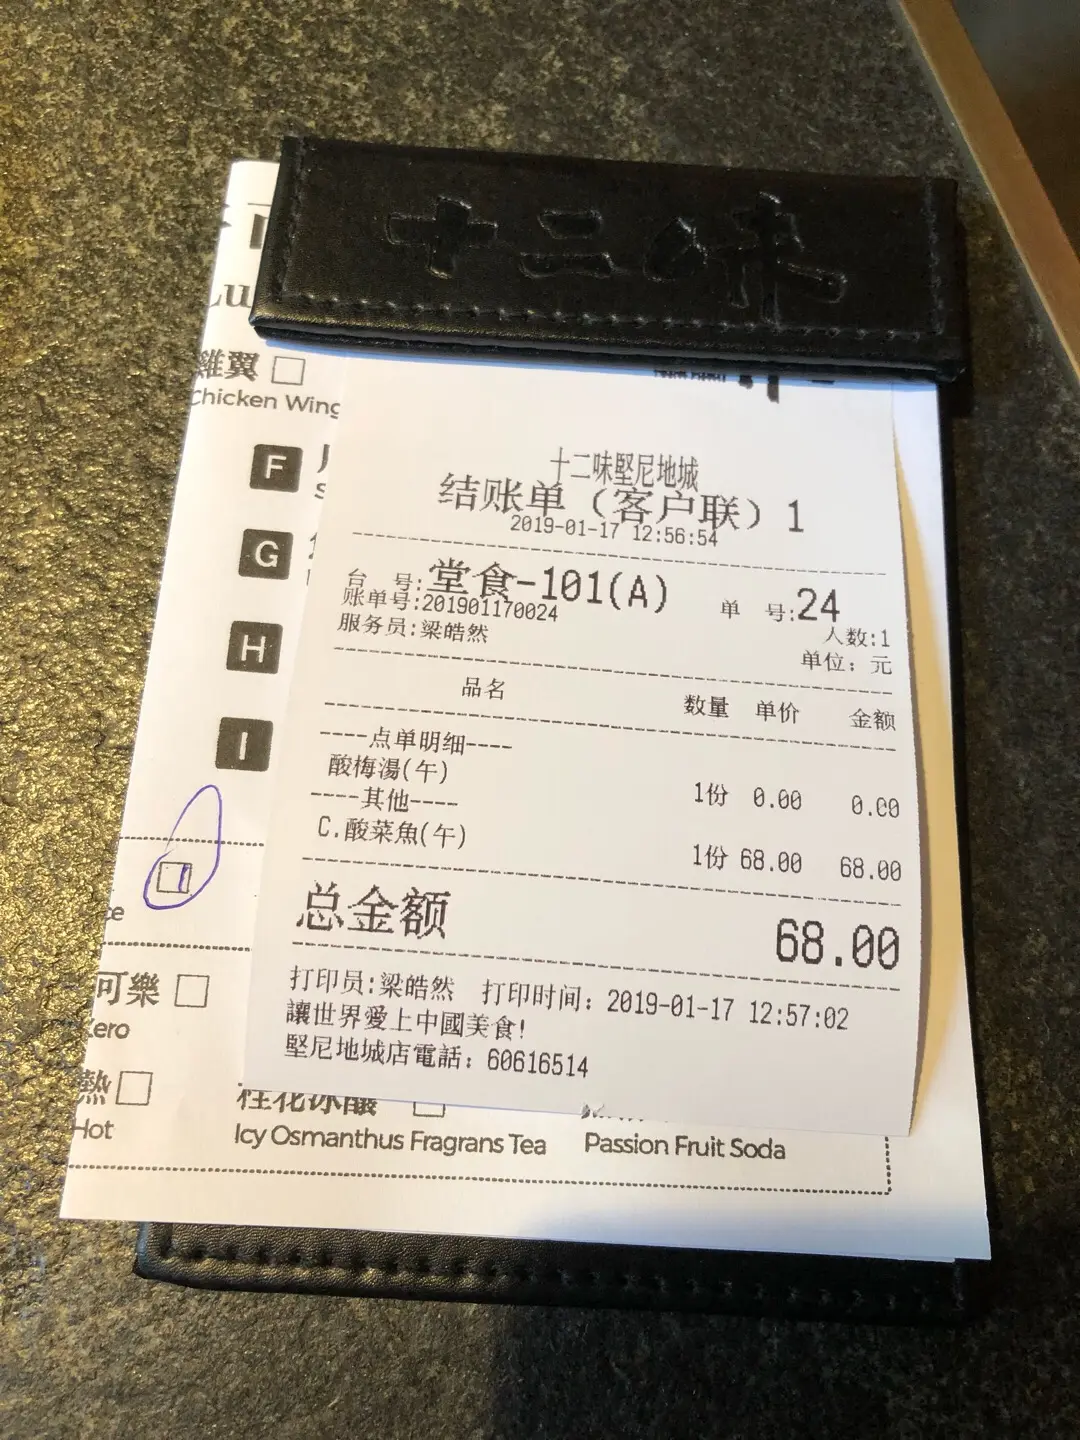 十二味
Lu
雞翼
Chicken Wing
F
G
H
I
十二味堅尼地城
结账单（客户联）1
2019-01-17 12:56:54
台 号:堂食-101(A) 单 号:24
账单号:201901170024 人数:1
服务员:梁皓然 单位：元
品名 数量 单价 金额
----点单明细----
酸梅湯(午)
1份 0.00 0.00
----其他----
C.酸菜魚(午)
1份 68.00 68.00
总金额 68.00
打印员:梁皓然 打印时间：2019-01-17 12:57:02
讓世界愛上中國美食!
堅尼地城店電話：60616514
可樂
Zero
熱
Hot
桂花冰釀
Icy Osmanthus Fragrans Tea
Passion Fruit Soda